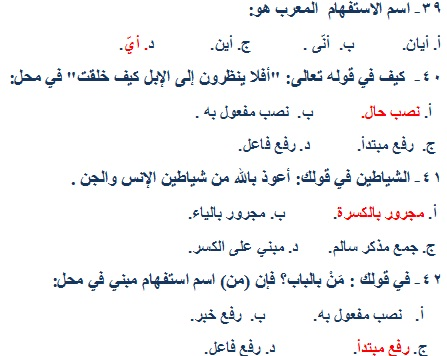 ٣٩- اسم الاستفهام المعرب هو:
أ. أيان. ب. أنّى . ج. أين. د. أيّ.
٤٠- كيف في قوله تعالى: "أفلا ينظرون إلى الإبل كيف خلقت" في محل:
أ. نصب حال. ب. نصب مفعول به .
ج. رفع مبتدأ. د. رفع فاعل.
٤١- الشياطين في قولك: أعوذ بالله من شياطين الإنس والجن .
أ. مجرور بالكسرة. ب. مجرور بالياء.
ج. جمع مذكر سالم. د. مبني على الكسر.
٤٢- في قولك : مَنْ بالباب؟ فإن (من) اسم استفهام مبني في محل:
أ. نصب مفعول به. ب. رفع خبر.
ج. رفع مبتدأ. د. رفع فاعل.